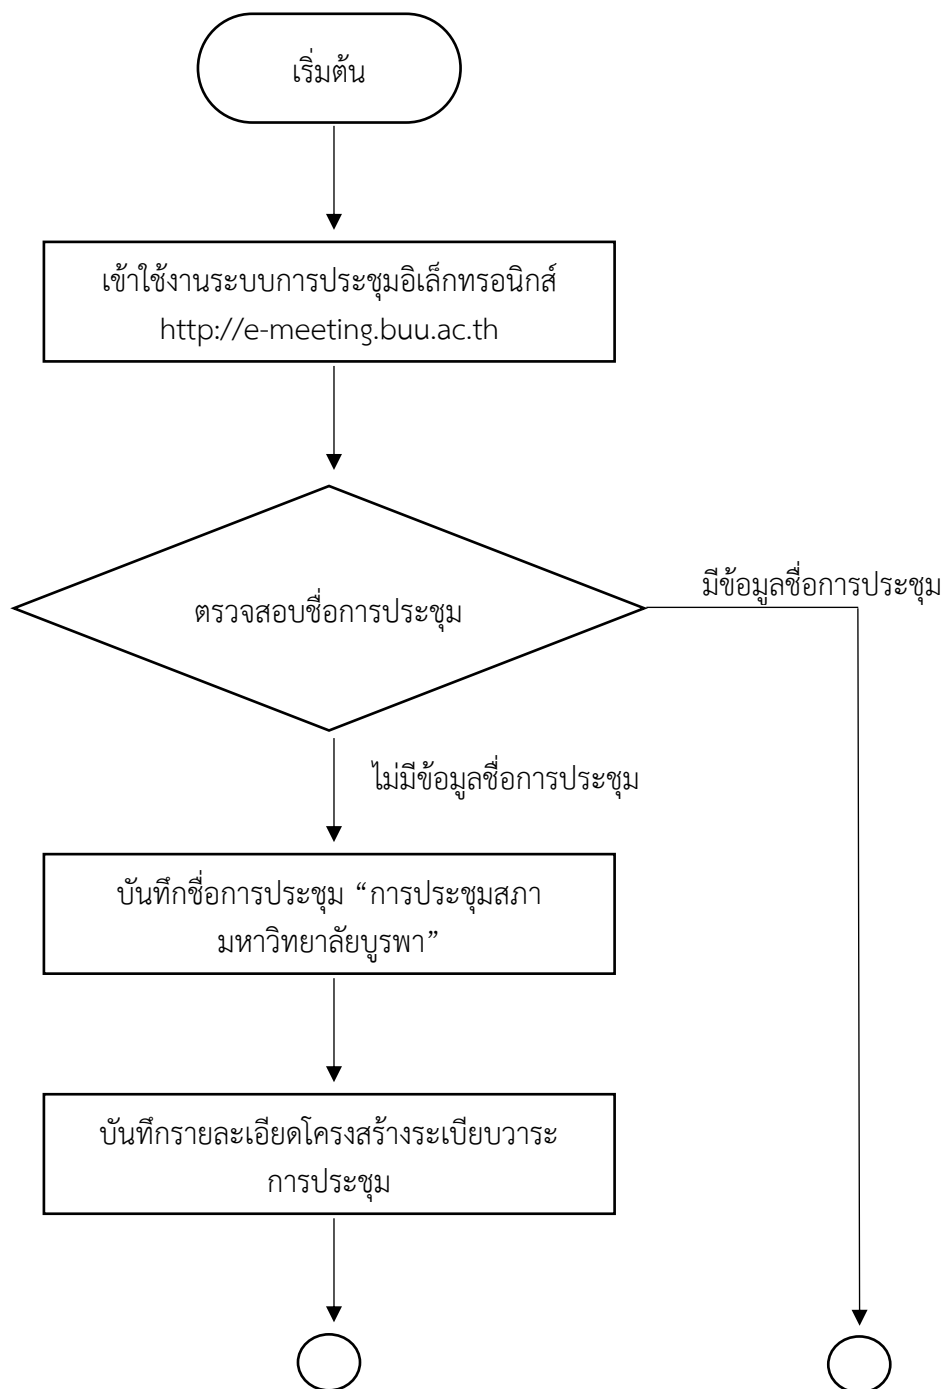 เริ่มต้น
เข้าใช้งานระบบการประชุมอิเล็กทรอนิกส์
http://e-meeting.buu.ac.th
มีข้อมูลชื่อการประชุม
ตรวจสอบชื่อการประชุม
ไม่มีข้อมูลชื่อการประชุม
บันทึกชื่อการประชุม “การประชุมสภา
มหาวิทยาลัยบูรพา”
บันทึกรายละเอียดโครงสร้างระเบียบวาระ
การประชุม